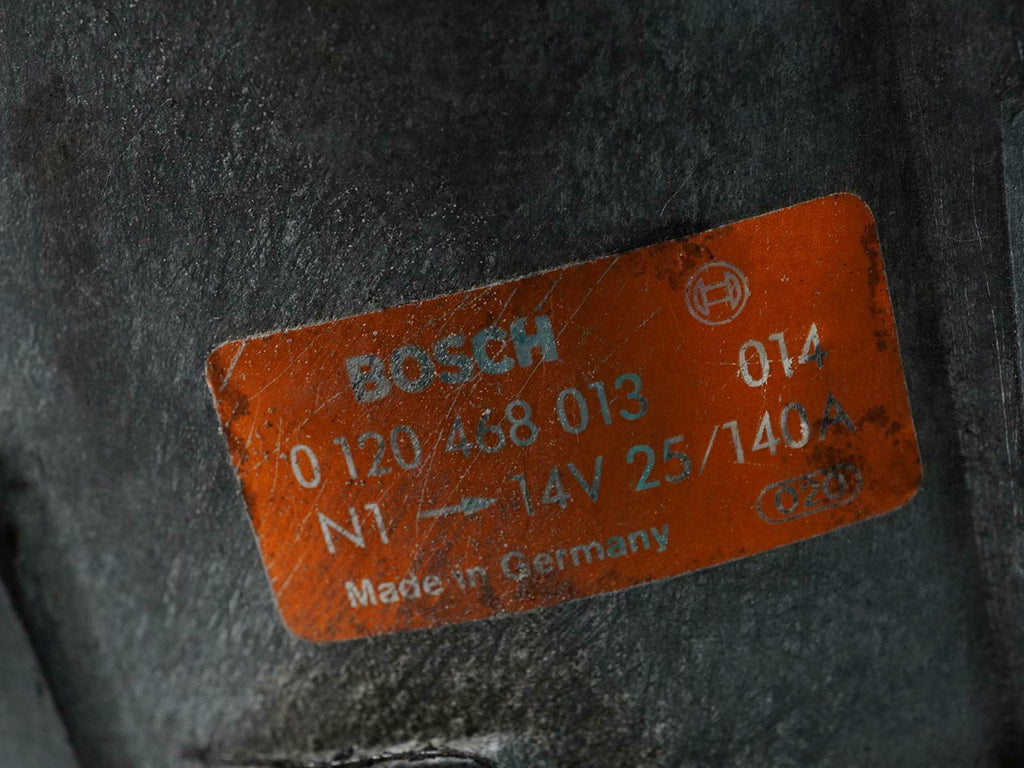 BOSCH
0 120 468 013 014
N1 → 14V 25/140A
Made in Germany 020